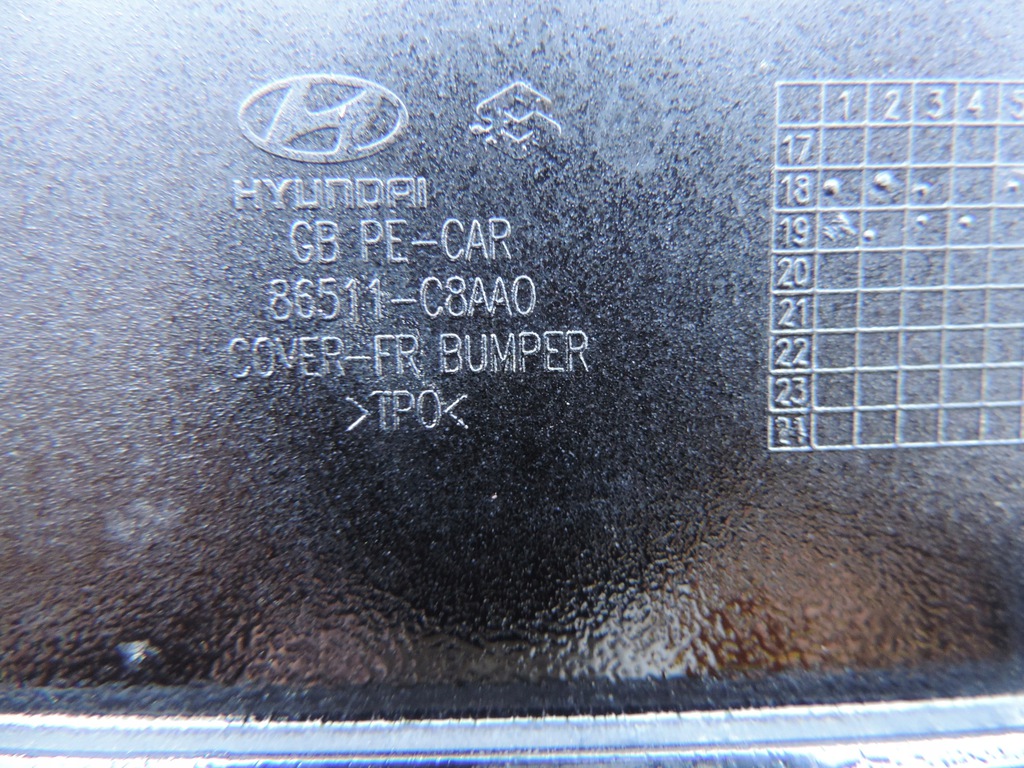 HYUNDAI
GB PE-CAR
86511-C8AA0
COVER-FR BUMPER
>TPO<
1 2 3 4 5
17
18
19
20
21
22
23
24